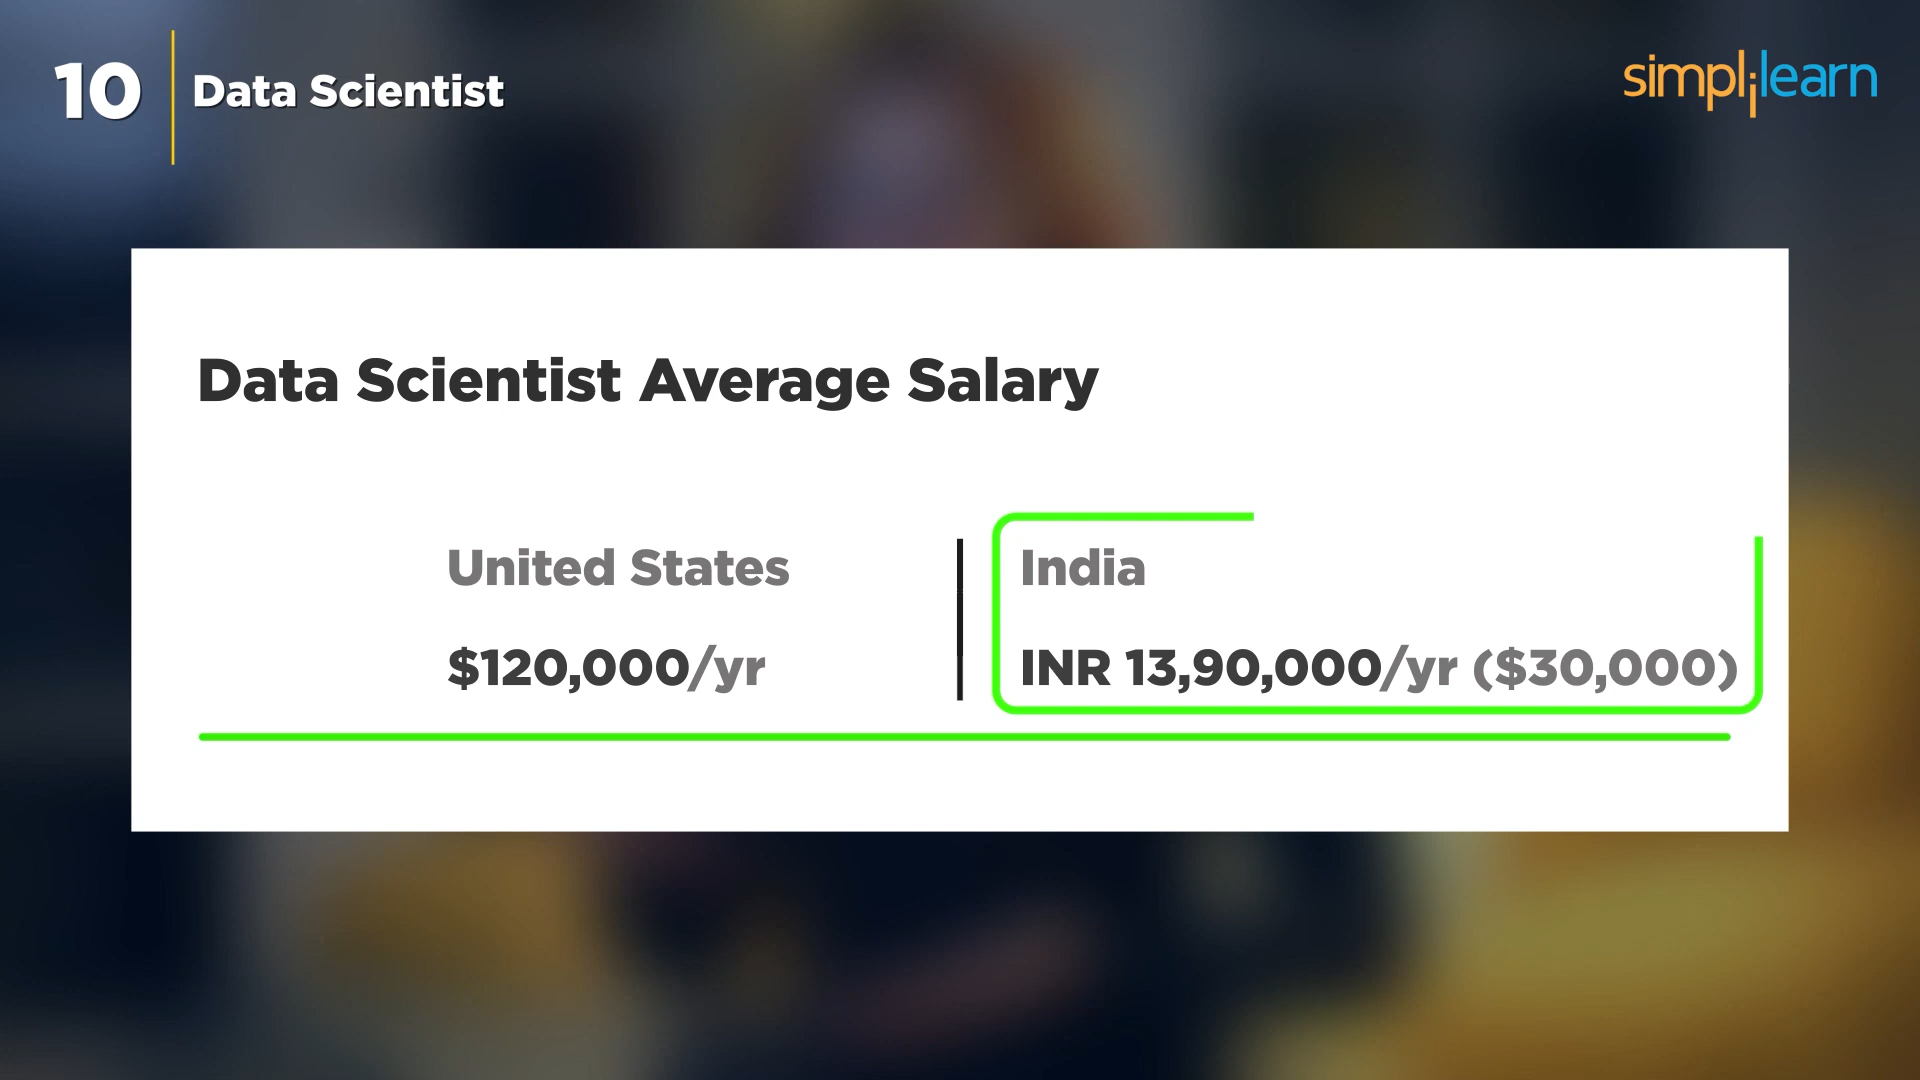 10
Data Scientist
simplilearn
Data Scientist Average Salary
United States
India
$120,000/yr
INR 13,90,000/yr ($30,000)